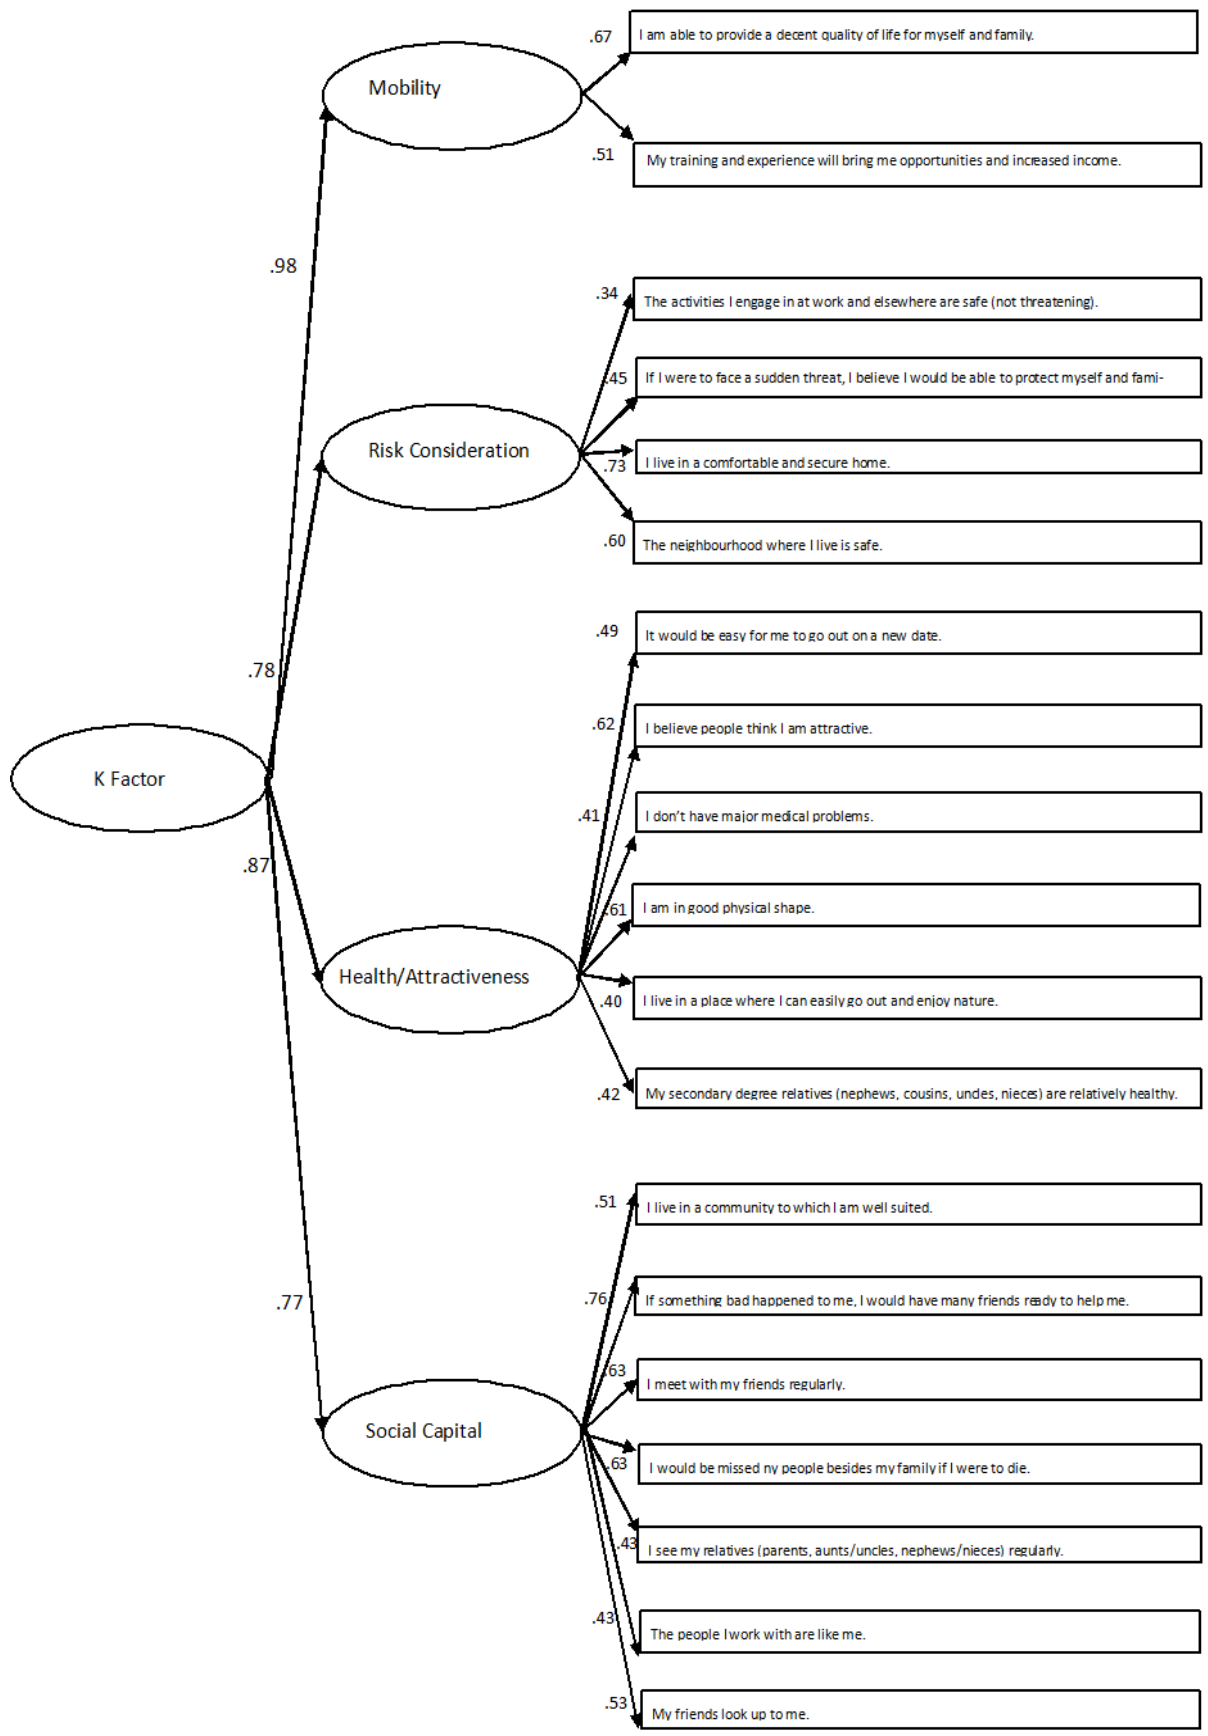 .67
I am able to provide a decent quality of life for myself and family.
Mobility
.51
My training and experience will bring me opportunities and increased income.
.98
.34
The activities I engage in at work and elsewhere are safe (not threatening).
.45
If I were to face a sudden threat, I believe I would be able to protect myself and fami-
Risk Consideration
.73
I live in a comfortable and secure home.
.60
The neighbourhood where I live is safe.
.49
It would be easy for me to go out on a new date.
.78
.62
I believe people think I am attractive.
K Factor
.41
I don't have major medical problems.
.87
.61
I am in good physical shape.
Health/Attractiveness
.40
I live in a place where I can easily go out and enjoy nature.
.42
My secondary degree relatives (nephews, cousins, uncles, nieces) are relatively healthy.
.51
I live in a community to which I am well suited.
.77
.76
If something bad happened to me, I would have many friends ready to help me.
.63
I meet with my friends regularly.
Social Capital
.63
I would be missed ny people besides my family if I were to die.
.43
I see my relatives (parents, aunts/uncles, nephews/nieces) regularly.
.43
The people I work with are like me.
.53
My friends look up to me.